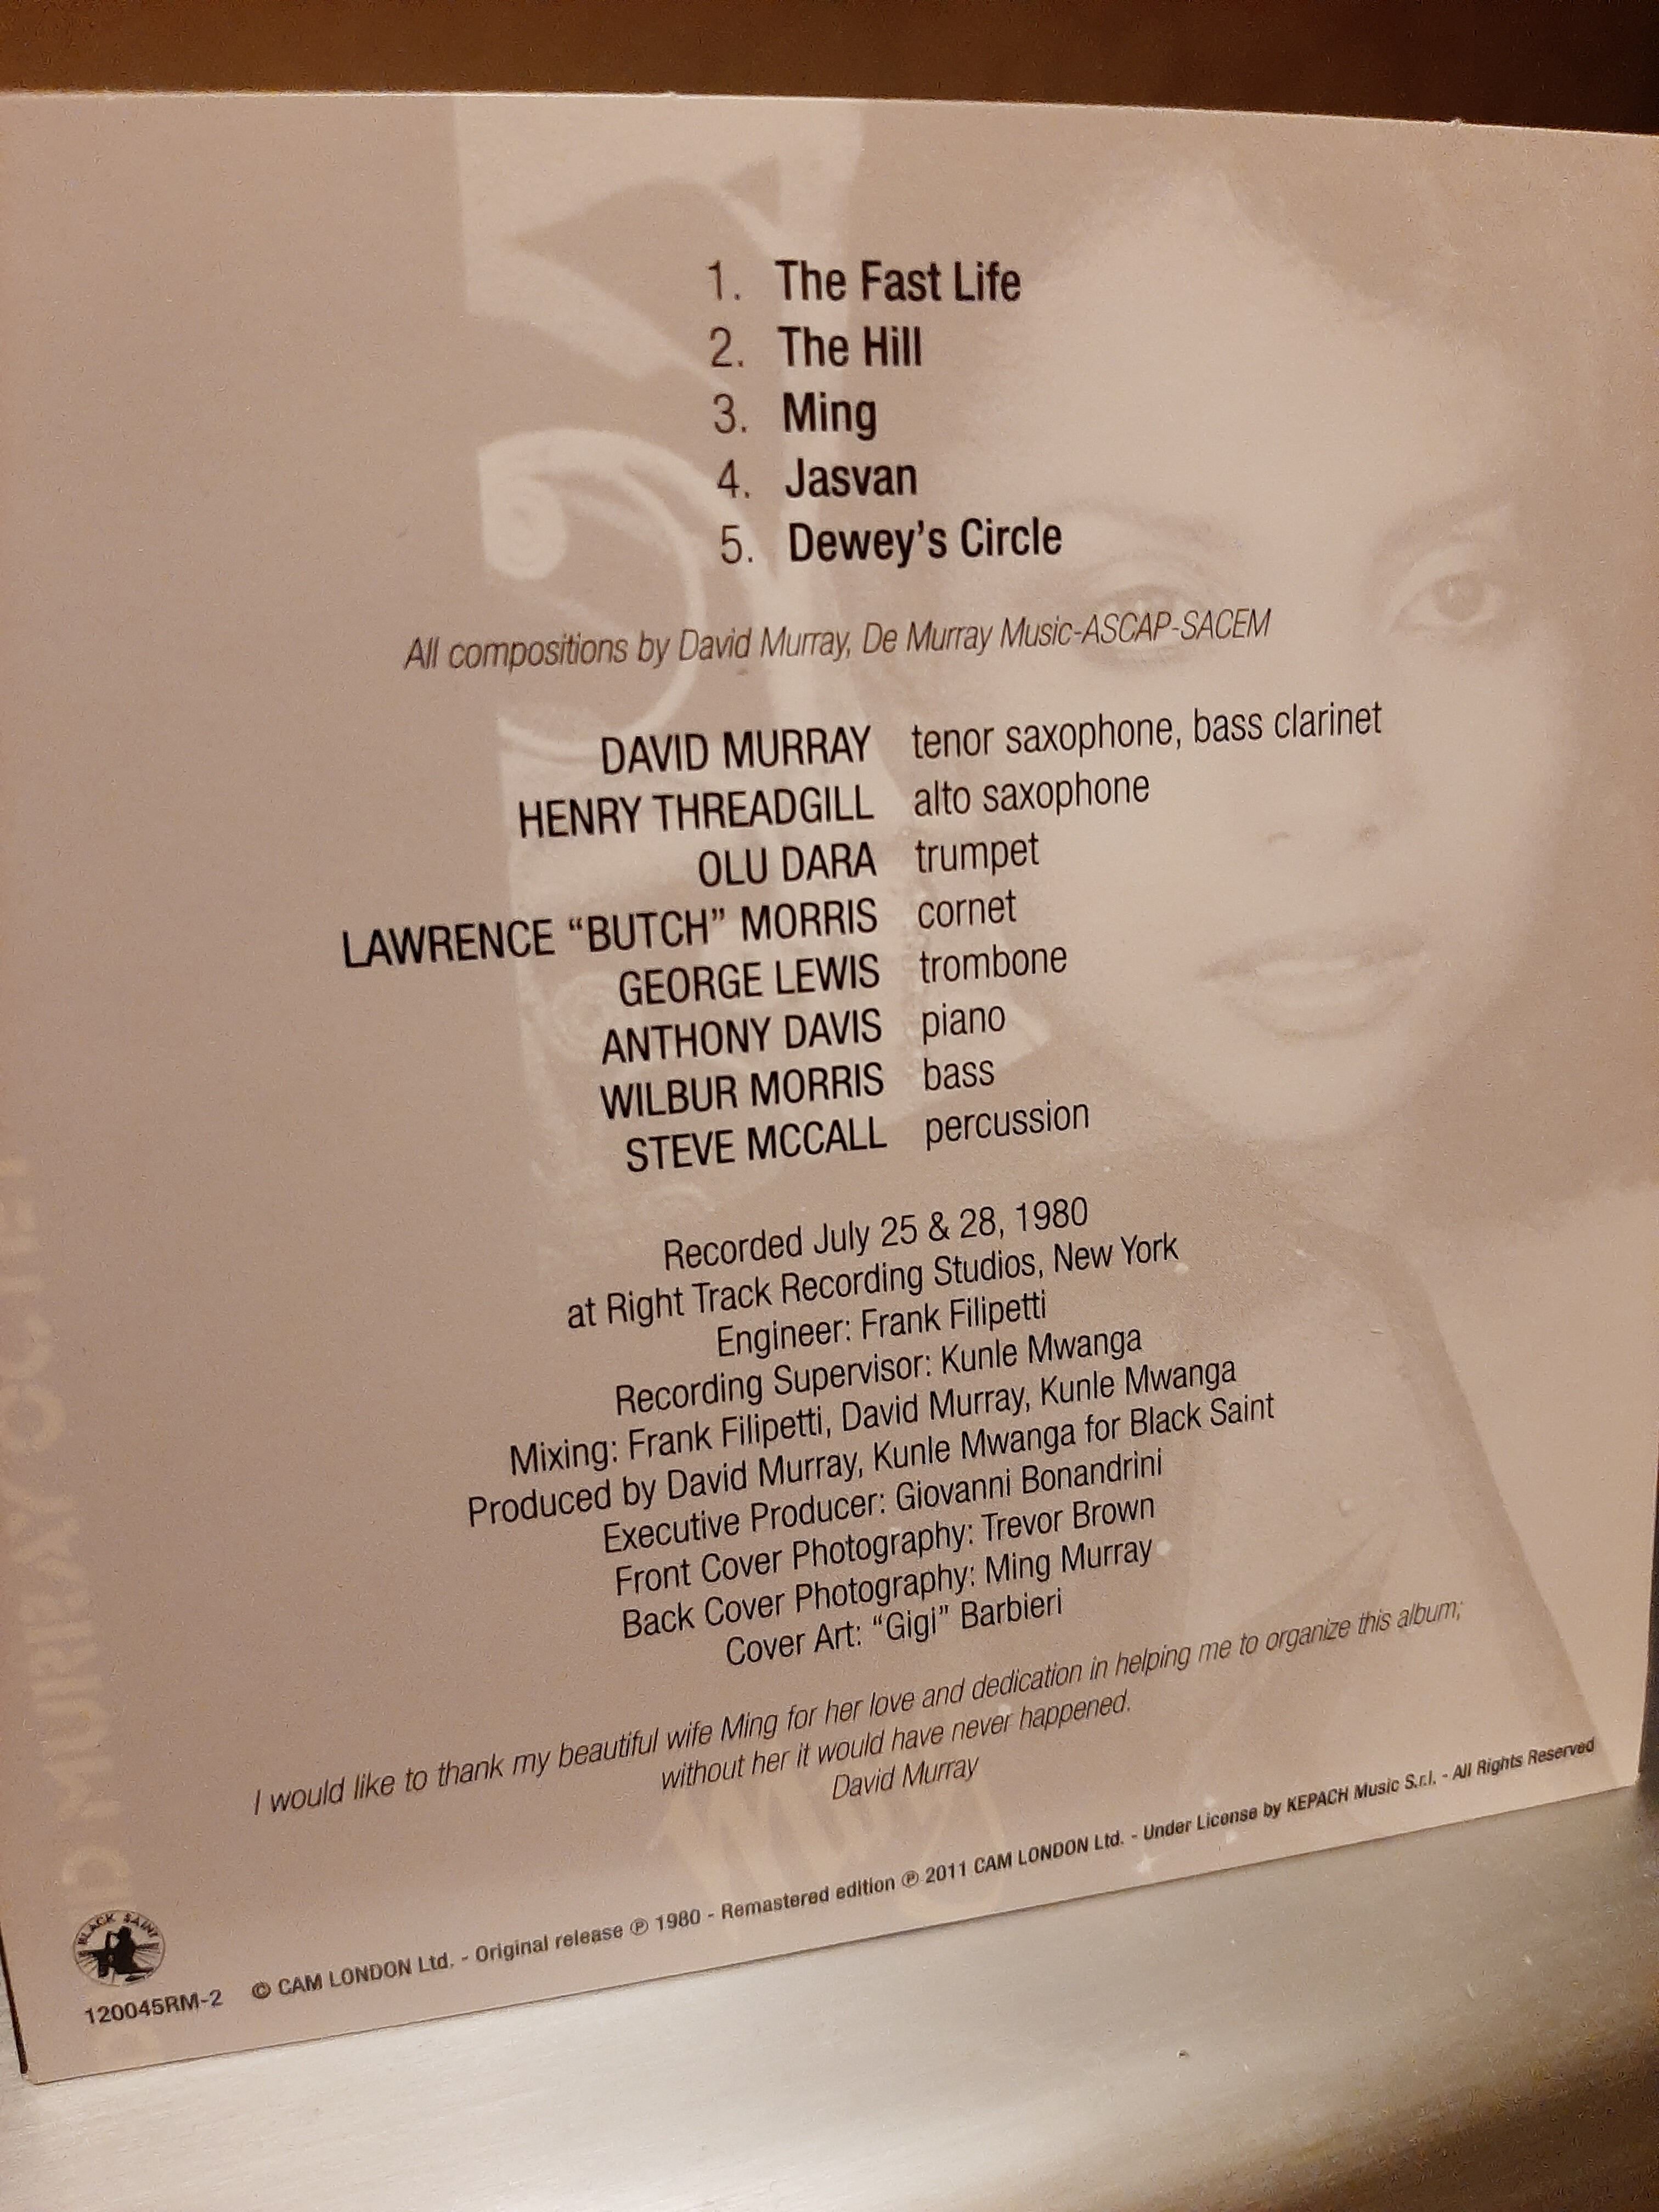 1. The Fast Life
2. The Hill
3. Ming
4. Jasvan
5. Dewey's Circle
All compositions by David Murray, De Murray Music-ASCAP-SACEM
DAVID MURRAY tenor saxophone, bass clarinet
HENRY THREADGILL alto saxophone
OLU DARA trumpet
LAWRENCE “BUTCH” MORRIS cornet
GEORGE LEWIS trombone
ANTHONY DAVIS piano
WILBUR MORRIS bass
STEVE MCCALL percussion
Recorded July 25 & 28, 1980
at Right Track Recording Studios, New York
Engineer: Frank Filipetti
Recording Supervisor: Kunle Mwanga
Mixing: Frank Filipetti, David Murray, Kunle Mwanga
Produced by David Murray, Kunle Mwanga for Black Saint
Executive Producer: Giovanni Bonandrini
Front Cover Photography: Trevor Brown
Back Cover Photography: Ming Murray
Cover Art: “Gigi” Barbieri
I would like to thank my beautiful wife Ming for her love and dedication in helping me to organize this album;
without her it would have never happened.
David Murray
BLACK SAINT
120045RM-2 © CAM LONDON Ltd. - Original release ℗ 1980 - Remastered edition ℗ 2011 CAM LONDON Ltd. - Under License by KEPACH Music S.r.l. - All Rights Reserved
MURRAY OCTET
Ming